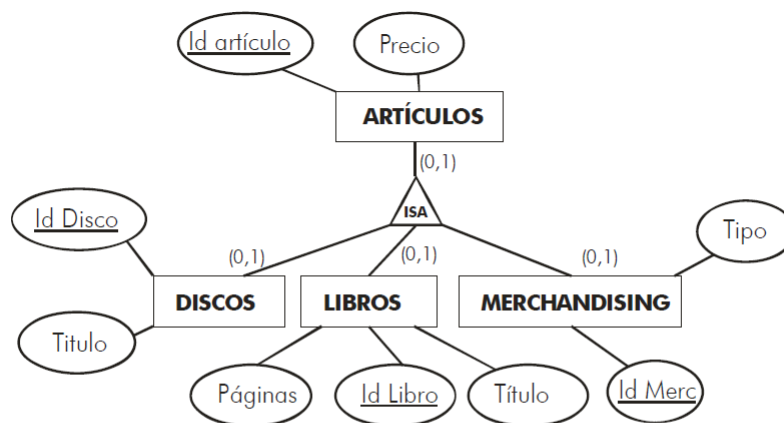 Id artículo
Precio
ARTÍCULOS
(0,1)
ISA
Id Disco
Tipo
(0,1)
(0,1)
(0,1)
DISCOS
LIBROS
MERCHANDISING
Titulo
Páginas
Id Libro
Título
Id Merc